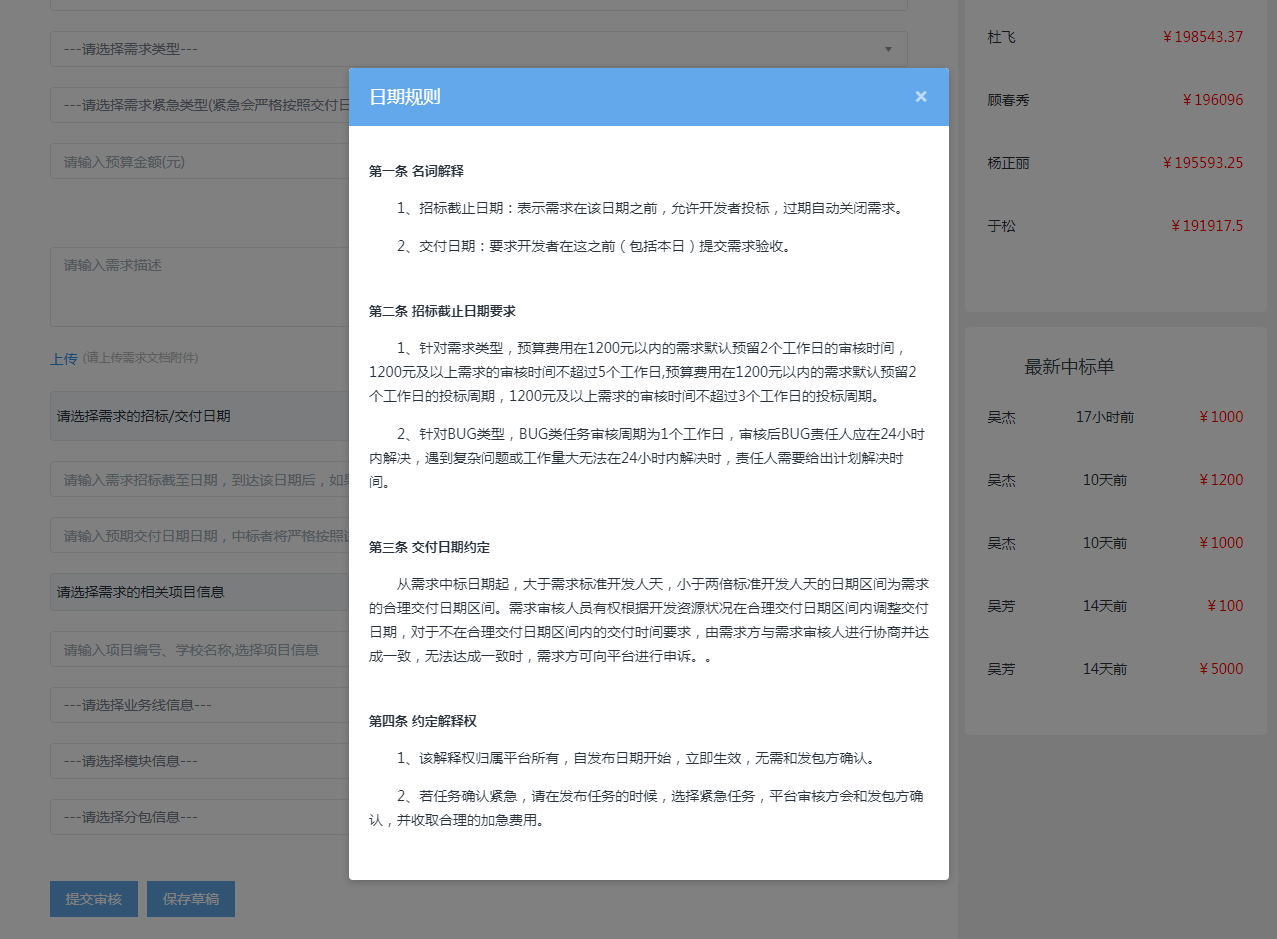 ---请选择需求类型---
---请选择需求紧急类型(紧急会严格按照交付日
请输入预算金额(元)
请输入需求描述
上传 (请上传需求文档附件)
请选择需求的招标/交付日期
请输入需求招标截至日期，到达该日期后，如
请输入预期交付日期日期，中标者将严格按照
请选择需求的相关项目信息
请输入项目编号、学校名称,选择项目信息
---请选择业务线信息---
---请选择模块信息---
---请选择分包信息---
提交审核 保存草稿
日期规则 ×
第一条 名词解释
1、招标截止日期：表示需求在该日期之前，允许开发者投标，过期自动关闭需求。
2、交付日期：要求开发者在这之前（包括本日）提交需求验收。
第二条 招标截止日期要求
1、针对需求类型，预算费用在1200元以内的需求默认预留2个工作日的审核时间，
1200元及以上需求的审核时间不超过5个工作日,预算费用在1200元以内的需求默认预留2
个工作日的投标周期，1200元及以上需求的审核时间不超过3个工作日的投标周期。
2、针对BUG类型，BUG类任务审核周期为1个工作日，审核后BUG责任人应在24小时
内解决，遇到复杂问题或工作量大无法在24小时内解决时，责任人需要给出计划解决时
间。
第三条 交付日期约定
从需求中标日期起，大于需求标准开发人天，小于两倍标准开发人天的日期区间为需求
的合理交付日期区间。需求审核人员有权根据开发资源状况在合理交付日期区间内调整交付
日期，对于不在合理交付日期区间内的交付时间要求，由需求方与需求审核人进行协商并达
成一致，无法达成一致时，需求方可向平台进行申诉。。
第四条 约定解释权
1、该解释权归属平台所有，自发布日期开始，立即生效，无需和发包方确认。
2、若任务确认紧急，请在发布任务的时候，选择紧急任务，平台审核方会和发包方确
认，并收取合理的加急费用。
杜飞 ￥198543.37
顾春秀 ￥196096
杨正丽 ￥195593.25
于松 ￥191917.5
最新中标单
吴杰 17小时前 ￥1000
吴杰 10天前 ￥1200
吴杰 10天前 ￥1000
吴芳 14天前 ￥100
吴芳 14天前 ￥5000